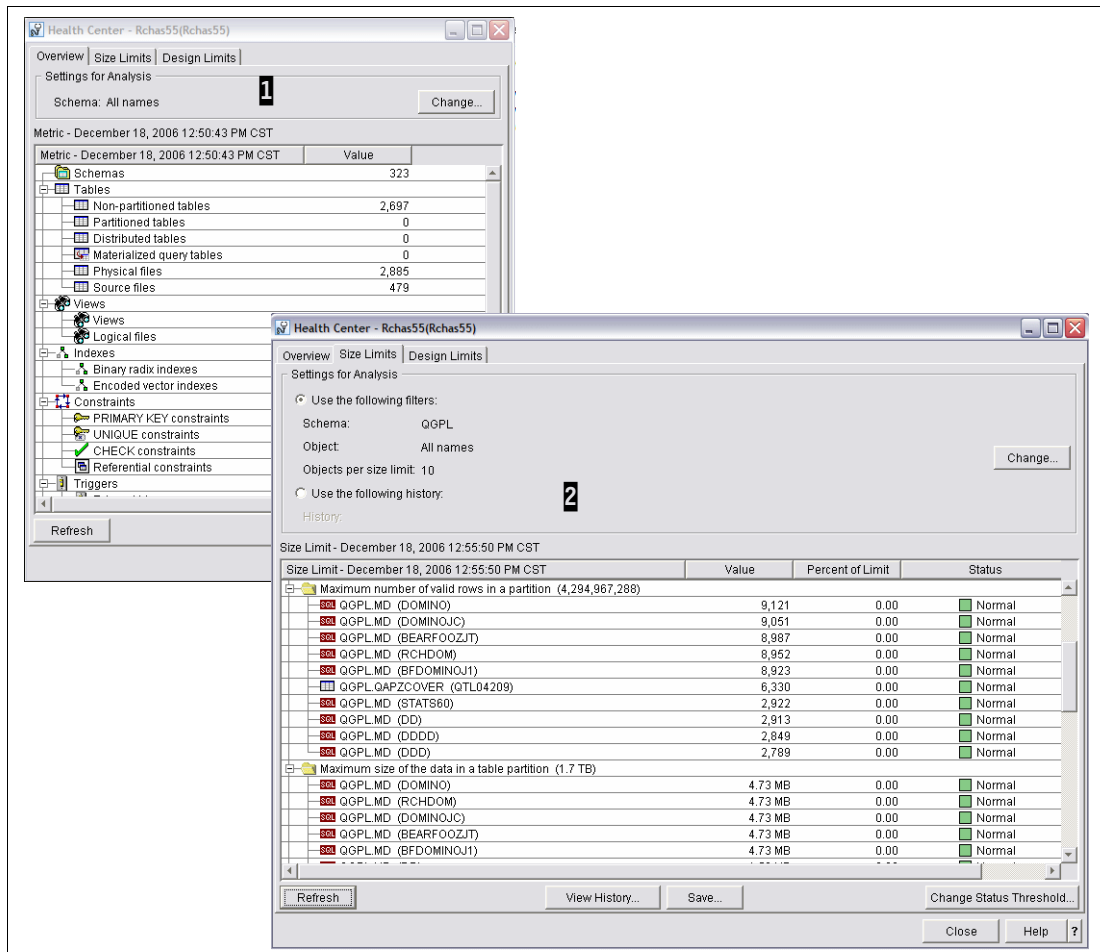 Health Center - Rchas55(Rchas55)
Overview Size Limits Design Limits
Settings for Analysis
1
Schema: All names
Change...
Metric - December 18, 2006 12:50:43 PM CST
Metric - December 18, 2006 12:50:43 PM CST Value
Schemas 323
Tables
Non-partitioned tables 2,697
Partitioned tables 0
Distributed tables 0
Materialized query tables 0
Physical files 2,885
Source files 479
Views
Views
Logical files
Indexes
Binary radix indexes
Encoded vector indexes
Constraints
PRIMARY KEY constraints
UNIQUE constraints
CHECK constraints
Referential constraints
Triggers
Refresh
Health Center - Rchas55(Rchas55)
Overview Size Limits Design Limits
Settings for Analysis
Use the following filters:
Schema: QGPL
Object: All names
Objects per size limit: 10
Change...
Use the following history:
2
History:
Size Limit - December 18, 2006 12:55:50 PM CST
Size Limit - December 18, 2006 12:55:50 PM CST Value Percent of Limit Status
Maximum number of valid rows in a partition (4,294,967,288)
SQL QGPL.MD (DOMINO) 9,121 0.00 Normal
SQL QGPL.MD (DOMINOJC) 9,051 0.00 Normal
SQL QGPL.MD (BEARFOOZJT) 8,987 0.00 Normal
SQL QGPL.MD (RCHDOM) 8,952 0.00 Normal
SQL QGPL.MD (BFDOMINOJ1) 8,923 0.00 Normal
QGPL.QAPZCOVER (QTL04209) 6,330 0.00 Normal
SQL QGPL.MD (STATS60) 2,922 0.00 Normal
SQL QGPL.MD (DD) 2,913 0.00 Normal
SQL QGPL.MD (DDDD) 2,849 0.00 Normal
SQL QGPL.MD (DDD) 2,789 0.00 Normal
Maximum size of the data in a table partition (1.7 TB)
SQL QGPL.MD (DOMINO) 4.73 MB 0.00 Normal
SQL QGPL.MD (RCHDOM) 4.73 MB 0.00 Normal
SQL QGPL.MD (DOMINOJC) 4.73 MB 0.00 Normal
SQL QGPL.MD (BEARFOOZJT) 4.73 MB 0.00 Normal
SQL QGPL.MD (BFDOMINOJ1) 4.73 MB 0.00 Normal
Refresh View History... Save... Change Status Threshold...
Close Help ?